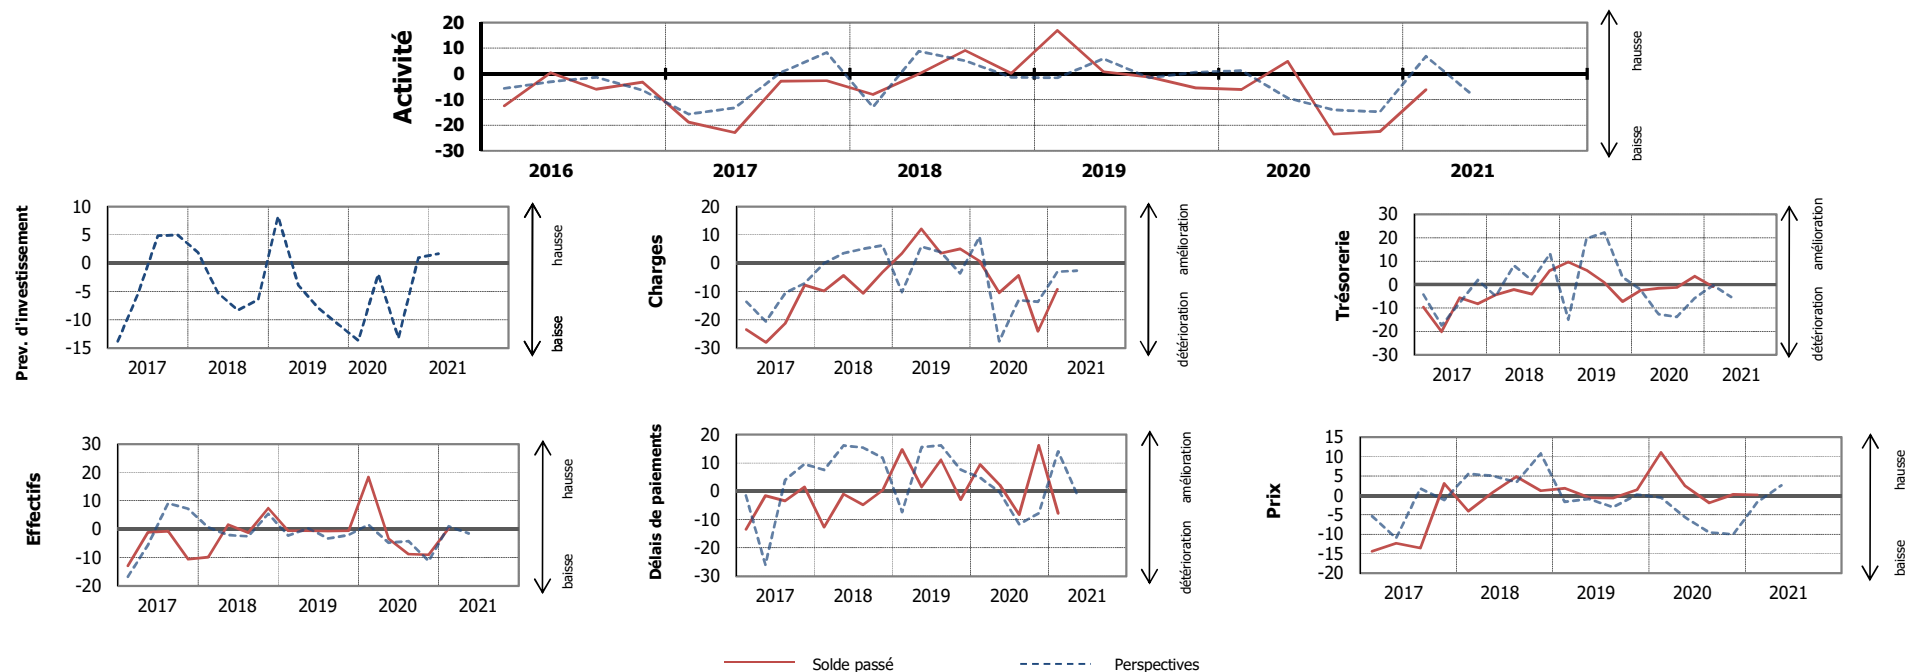 Activité
20
10
0
-10
-20
-30
2016 2017 2018 2019 2020 2021
hausse
baisse
Prev. d'investissement
10
5
0
-5
-10
-15
2017 2018 2019 2020 2021
hausse
baisse
Charges
20
10
0
-10
-20
-30
2017 2018 2019 2020 2021
amélioration
détérioration
Trésorerie
30
20
10
0
-10
-20
-30
2017 2018 2019 2020 2021
amélioration
détérioration
Effectifs
30
20
10
0
-10
-20
2017 2018 2019 2020 2021
hausse
baisse
Délais de paiements
20
10
0
-10
-20
-30
2017 2018 2019 2020 2021
amélioration
détérioration
Prix
15
10
5
0
-5
-10
-15
-20
2017 2018 2019 2020 2021
hausse
baisse
Solde passé Perspectives